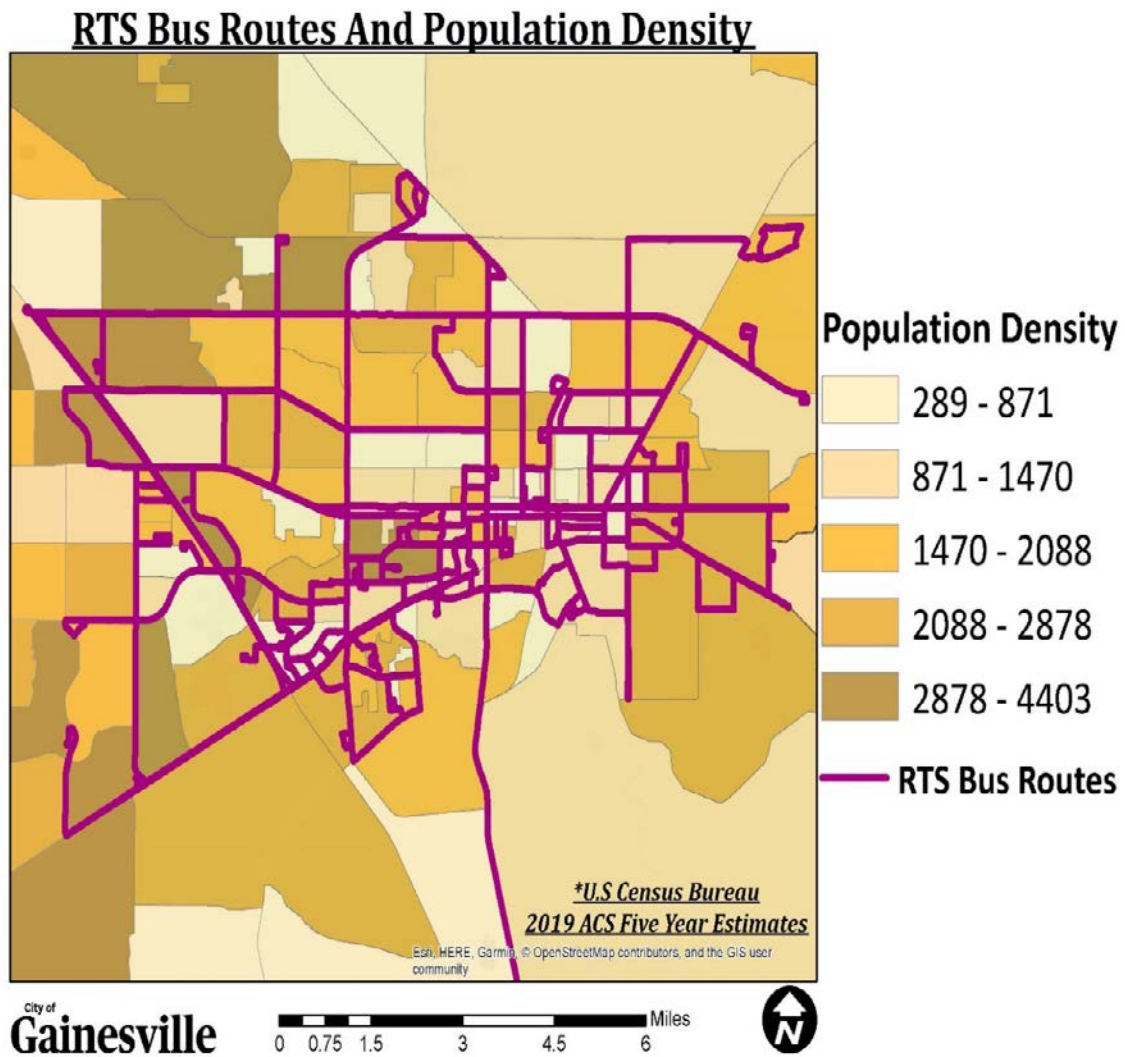 RTS Bus Routes And Population Density
Population Density
289 - 871
871 - 1470
1470 - 2088
2088 - 2878
2878 - 4403
RTS Bus Routes
*U.S Census Bureau
2019 ACS Five Year Estimates
Esri, HERE, Garmin, © OpenStreetMap contributors, and the GIS user
community
City of
Gainesville
Miles
0 0.75 1.5 3 4.5 6
N